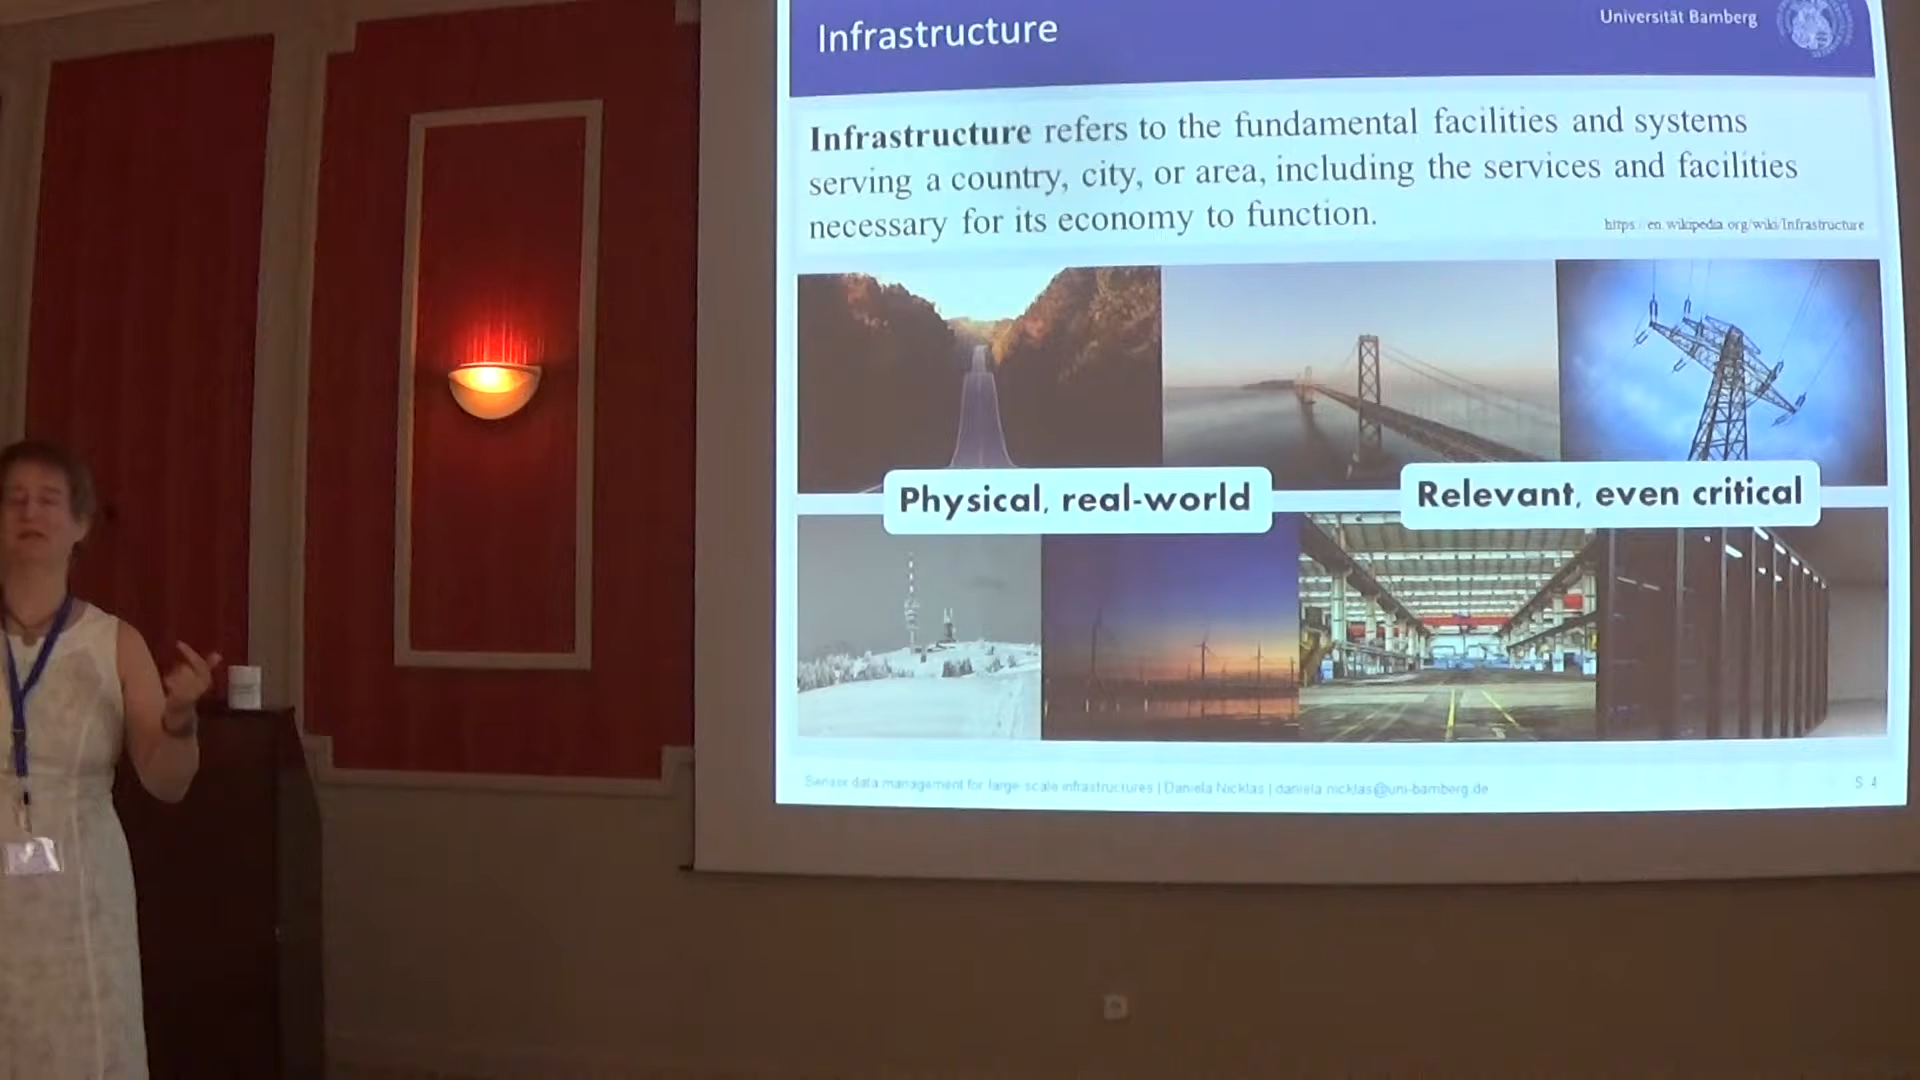 Infrastructure
Universität Bamberg
Infrastructure refers to the fundamental facilities and systems
serving a country, city, or area, including the services and facilities
necessary for its economy to function.
https://en.wikipedia.org/wiki/Infrastructure
Physical, real-world
Relevant, even critical
Sensor data management for large scale infrastructures | Daniela Nicklas | daniela.nicklas@uni-bamberg.de
S. 4